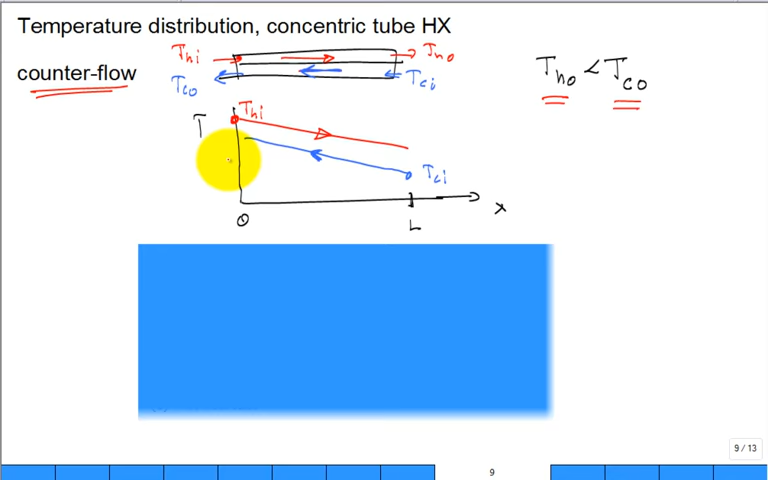 Temperature distribution, concentric tube HX
counter-flow
Thi
Tho
Tco
Tci
Tho < Tco
T
Thi
Tci
0
L
x
9 / 13
9